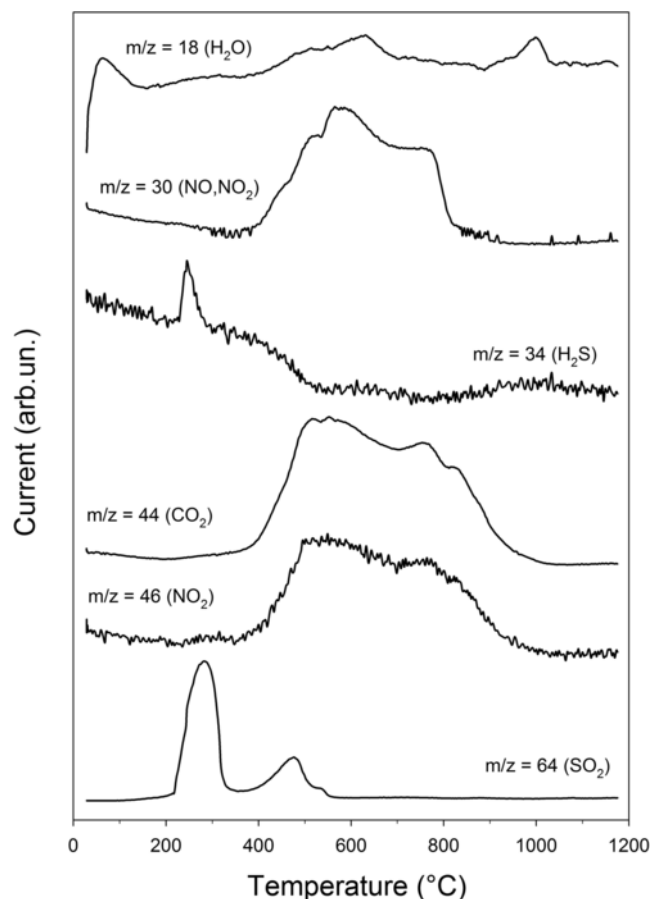 m/z = 18 (H₂O)
m/z = 30 (NO,NO₂)
m/z = 34 (H₂S)
m/z = 44 (CO₂)
m/z = 46 (NO₂)
m/z = 64 (SO₂)
Current (arb.un.)
0 200 400 600 800 1000 1200
Temperature (°C)